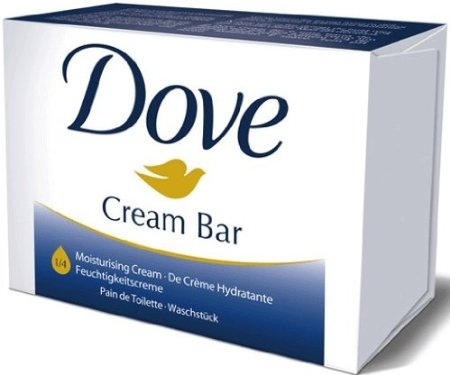 Dove
Cream Bar
1/4
Moisturising Cream · De Crème Hydratante
Feuchtigkeitscreme
Pain de Toilette · Waschstück